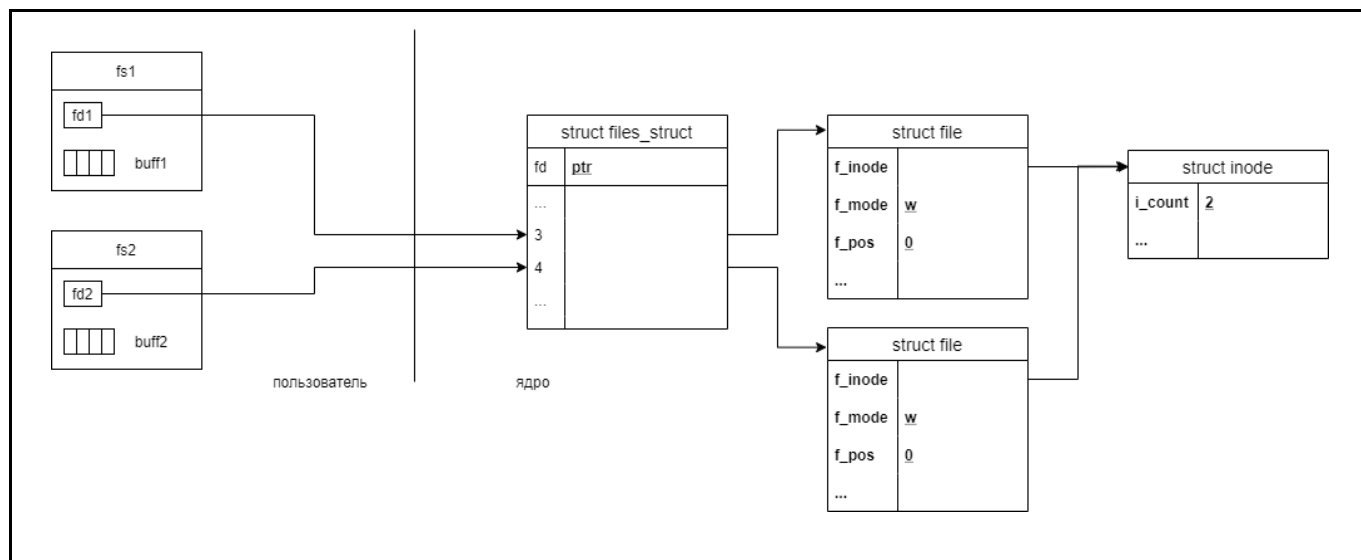 fs1
fd1
buff1
fs2
fd2
buff2
пользователь
ядро
struct files_struct
fd ptr
...
3
4
...
struct file
f_inode
f_mode w
f_pos 0
...
struct file
f_inode
f_mode w
f_pos 0
...
struct inode
i_count 2
...